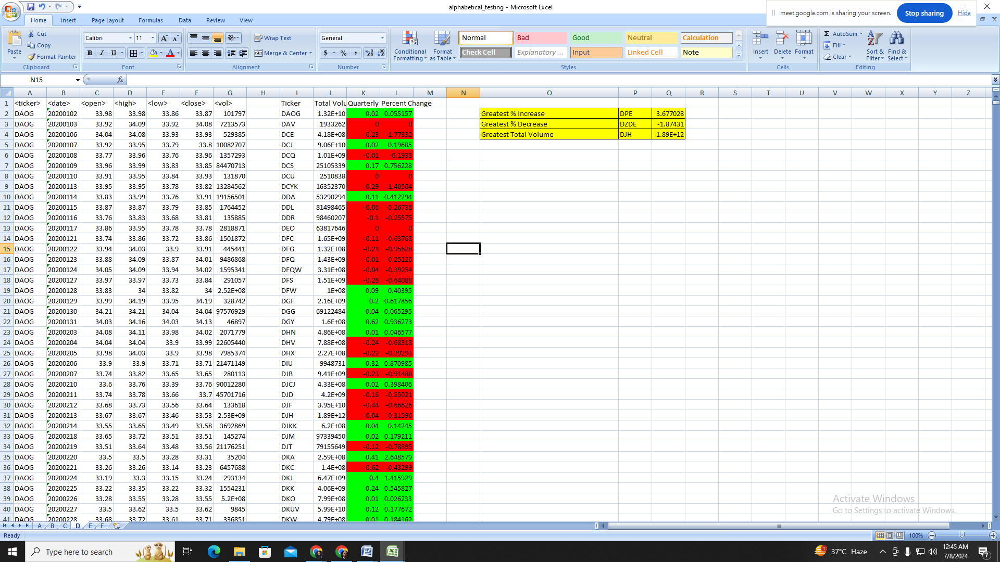 alphabetical_testing - Microsoft Excel
meet.google.com is sharing your screen.
Stop sharing
Hide
Home Insert Page Layout Formulas Data Review View
Paste
Cut
Copy
Format Painter
Clipboard
Calibri 11
B I U
Font
Wrap Text
Merge & Center
Alignment
General
$ % ,
Number
Conditional Formatting
Format as Table
Normal Bad Good Neutral Calculation
Check Cell Explanatory ... Input Linked Cell Note
Styles
Insert Delete Format
Cells
Σ AutoSum
Fill
Clear
Sort & Filter
Find & Select
Editing
N15 fx
A B C D E F G H I J K L M N O P Q R S T U V W X Y Z
1 <ticker> <date> <open> <high> <low> <close> <vol> Ticker Total Volu Quarterly Percent Change
2 DAOG 20200102 33.98 33.98 33.86 33.87 101797 DAOG 1.32E+10 0.02 0.055157 Greatest % Increase DPE 3.677028
3 DAOG 20200103 33.92 34.09 33.92 34.08 7213573 DAV 1933262 0 0 Greatest % Decrease DZDE -1.87431
4 DAOG 20200106 34.04 34.08 33.93 33.93 529385 DCE 4.18E+08 -0.23 -1.77332 Greatest Total Volume DJH 1.89E+12
5 DAOG 20200107 33.92 33.95 33.79 33.8 10082707 DCJ 9.06E+10 0.02 0.19685
6 DAOG 20200108 33.77 33.96 33.76 33.96 1357293 DCQ 1.01E+09 -0.01 -0.1938
7 DAOG 20200109 33.96 33.99 33.83 33.85 84470713 DCS 25105339 0.17 0.756228
8 DAOG 20200110 33.91 33.95 33.84 33.93 131870 DCU 2510838 0 0
9 DAOG 20200113 33.95 33.95 33.78 33.82 13284562 DCYK 16352370 -0.29 -1.40504
10 DAOG 20200114 33.83 33.99 33.76 33.91 19156501 DDA 53290294 0.11 0.412294
11 DAOG 20200115 33.87 33.87 33.79 33.85 1764452 DDL 81498465 -0.06 -0.26738
12 DAOG 20200116 33.76 33.83 33.68 33.81 135885 DDR 98460207 -0.1 -0.25575
13 DAOG 20200117 33.86 33.95 33.78 33.78 2818871 DEO 63817646 0 0
14 DAOG 20200121 33.74 33.86 33.72 33.86 1501872 DFC 1.65E+09 -0.11 -0.63768
15 DAOG 20200122 33.94 34.03 33.9 33.91 445441 DFG 1.32E+08 -0.21 -0.95628
16 DAOG 20200123 33.88 34.09 33.87 34.01 9486868 DFQ 1.43E+09 -0.01 -0.25126
17 DAOG 20200124 34.05 34.09 33.94 34.02 1595341 DFQW 3.31E+08 -0.04 -0.39254
18 DAOG 20200127 33.97 33.97 33.73 33.84 291057 DFS 1.51E+09 -0.28 -0.64088
19 DAOG 20200128 33.83 34 33.82 34 2.52E+08 DFW 1E+08 0.09 0.40395
20 DAOG 20200129 33.99 34.19 33.95 34.19 328742 DGF 2.16E+09 0.2 0.617856
21 DAOG 20200130 34.21 34.21 34.04 34.04 97576929 DGG 69122484 0.04 0.065295
22 DAOG 20200131 34.03 34.16 34.03 34.13 46897 DGY 1.6E+08 0.62 0.936273
23 DAOG 20200203 34.08 34.11 33.98 34.02 2071779 DHN 4.86E+08 0.01 0.046577
24 DAOG 20200204 34.04 34.04 33.9 33.99 22605440 DHV 7.88E+08 -0.24 -0.68318
25 DAOG 20200205 33.98 34.03 33.9 33.98 7985374 DHX 2.27E+08 -0.22 -0.39293
26 DAOG 20200206 33.9 33.9 33.71 33.71 21471149 DIU 9948731 0.32 0.870985
27 DAOG 20200207 33.74 33.82 33.65 33.65 280113 DJB 9.41E+09 -0.23 -0.91488
28 DAOG 20200210 33.6 33.76 33.39 33.76 90012280 DJCJ 4.33E+08 0.02 0.398406
29 DAOG 20200211 33.74 33.78 33.66 33.7 45701716 DJD 4.2E+09 -0.16 -0.55021
30 DAOG 20200212 33.68 33.73 33.56 33.64 133618 DJF 3.95E+10 -0.44 -0.66626
31 DAOG 20200213 33.67 33.67 33.46 33.53 2.53E+09 DJH 1.89E+12 -0.04 -0.31596
32 DAOG 20200214 33.55 33.65 33.49 33.58 3692869 DJKK 6.2E+08 0.04 0.14245
33 DAOG 20200218 33.65 33.72 33.51 33.51 145274 DJM 97339450 0.02 0.179211
34 DAOG 20200219 33.51 33.64 33.48 33.56 21176251 DJT 79155649 -0.12 -0.78895
35 DAOG 20200220 33.5 33.5 33.28 33.31 35204 DKA 2.59E+08 0.41 2.648579
36 DAOG 20200221 33.26 33.26 33.14 33.23 6457688 DKC 1.4E+08 -0.62 -0.43299
37 DAOG 20200224 33.19 33.3 33.15 33.24 293134 DKJ 6.47E+09 0.4 1.415929
38 DAOG 20200225 33.22 33.35 33.22 33.32 1554231 DKK 4.06E+09 0.24 0.545827
39 DAOG 20200226 33.28 33.55 33.28 33.55 5.2E+08 DKO 7.99E+08 0.01 0.026233
40 DAOG 20200227 33.5 33.62 33.5 33.62 9845 DKUV 5.99E+10 0.12 0.177672
41 DAOG 20200228 33.68 33.72 33.61 33.71 336851 DKW 4.79E+08 0.01 0.184162
Activate Windows
Go to Settings to activate Windows.
A B C D E F
Ready
100%
Type here to search
37°C Haze
12:45 AM
7/8/2024
7